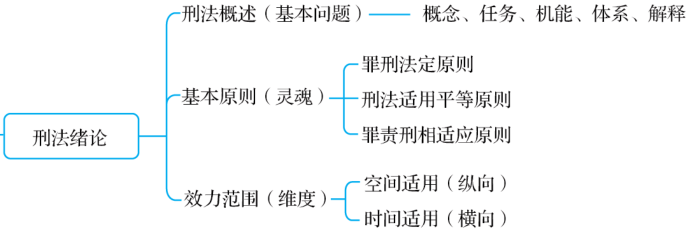 刑法概述（基本问题）
概念、任务、机能、体系、解释
罪刑法定原则
基本原则（灵魂）
刑法适用平等原则
罪责刑相适应原则
刑法绪论
空间适用（纵向）
效力范围（维度）
时间适用（横向）